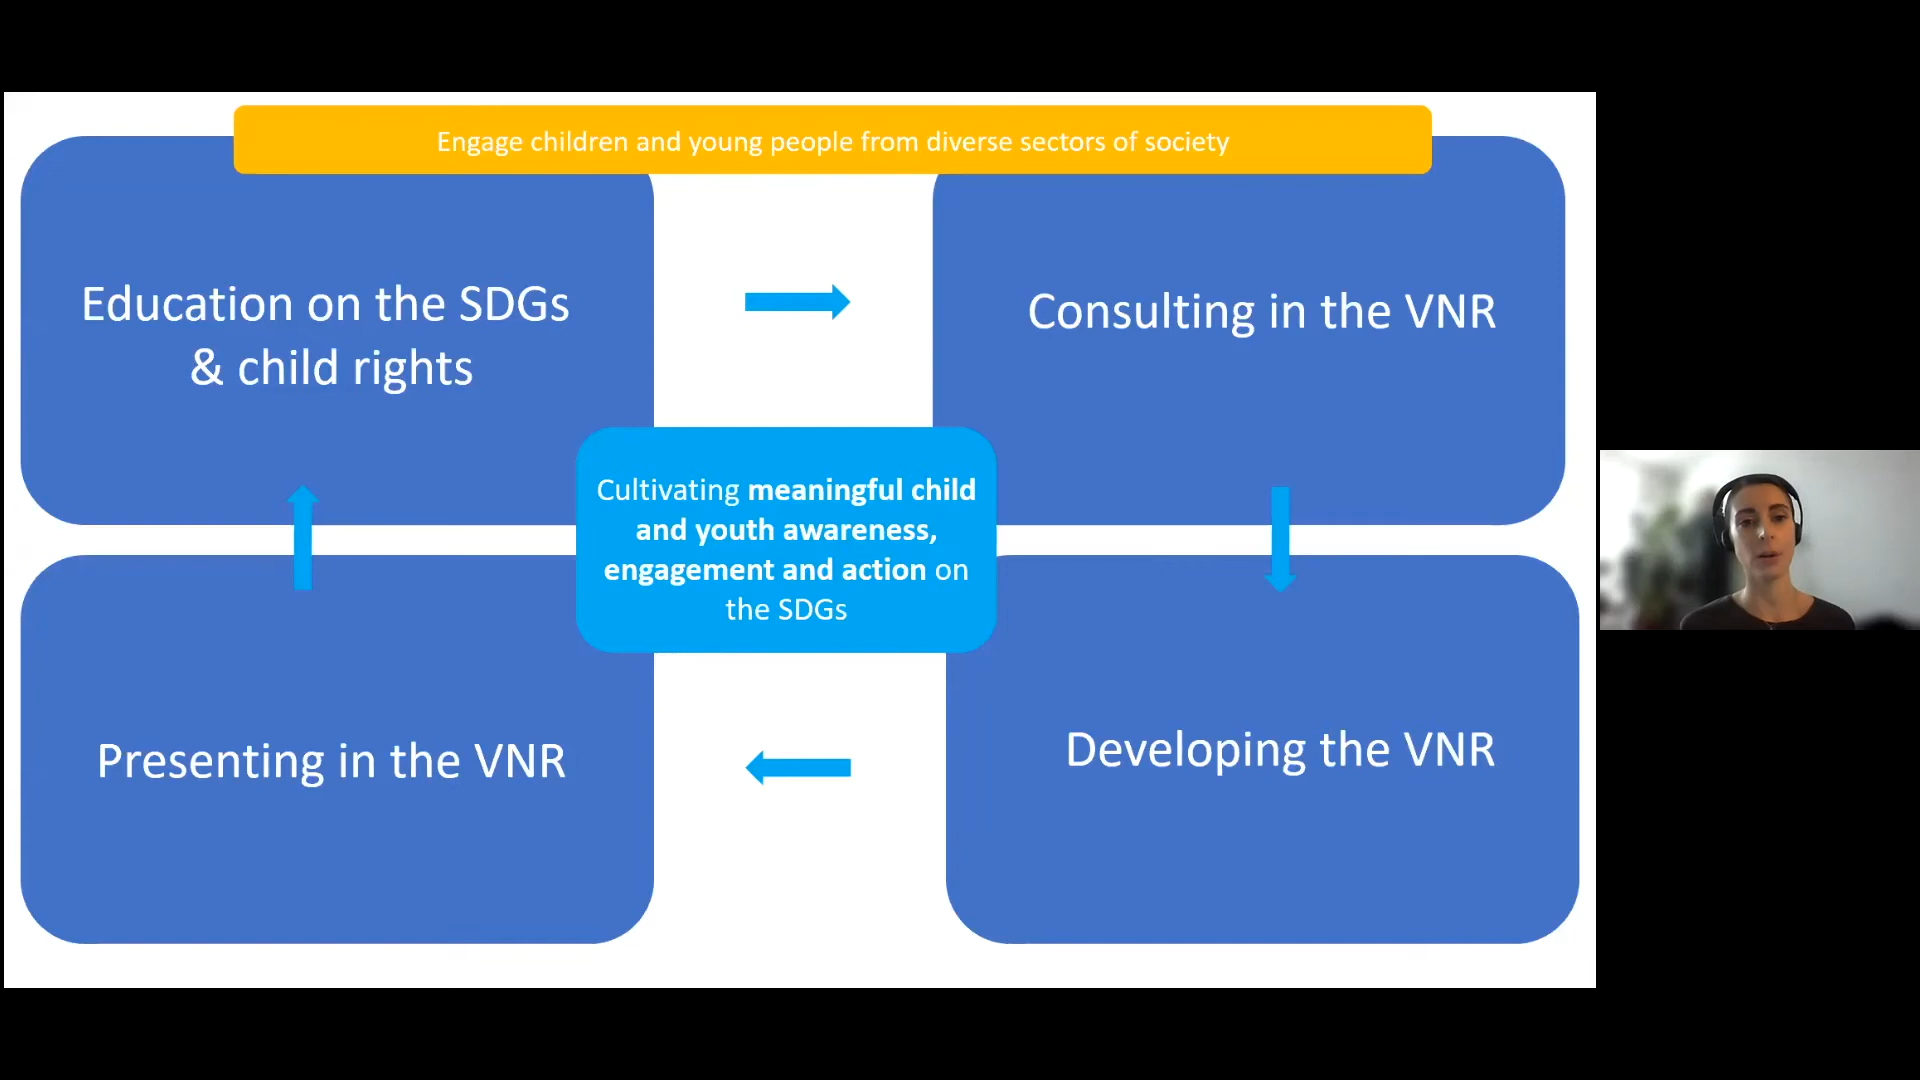 Engage children and young people from diverse sectors of society
Education on the SDGs
& child rights
Consulting in the VNR
Cultivating meaningful child
and youth awareness,
engagement and action on
the SDGs
Presenting in the VNR
Developing the VNR